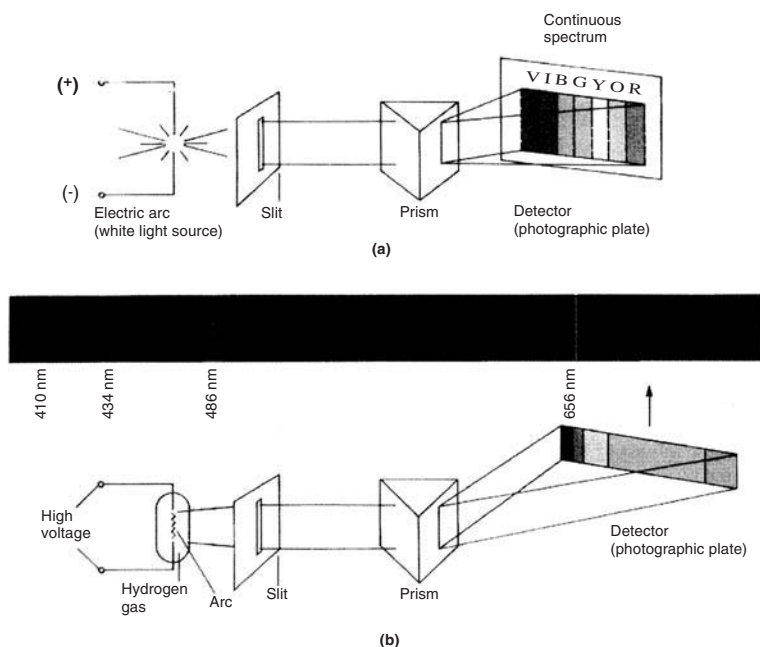 Continuous
spectrum
(+)
VIBGYOR
(-)
Electric arc
(white light source)
Slit
Prism
Detector
(photographic plate)
(a)
410 nm
434 nm
486 nm
656 nm
High
voltage
Hydrogen
gas
Arc
Slit
Prism
Detector
(photographic plate)
(b)